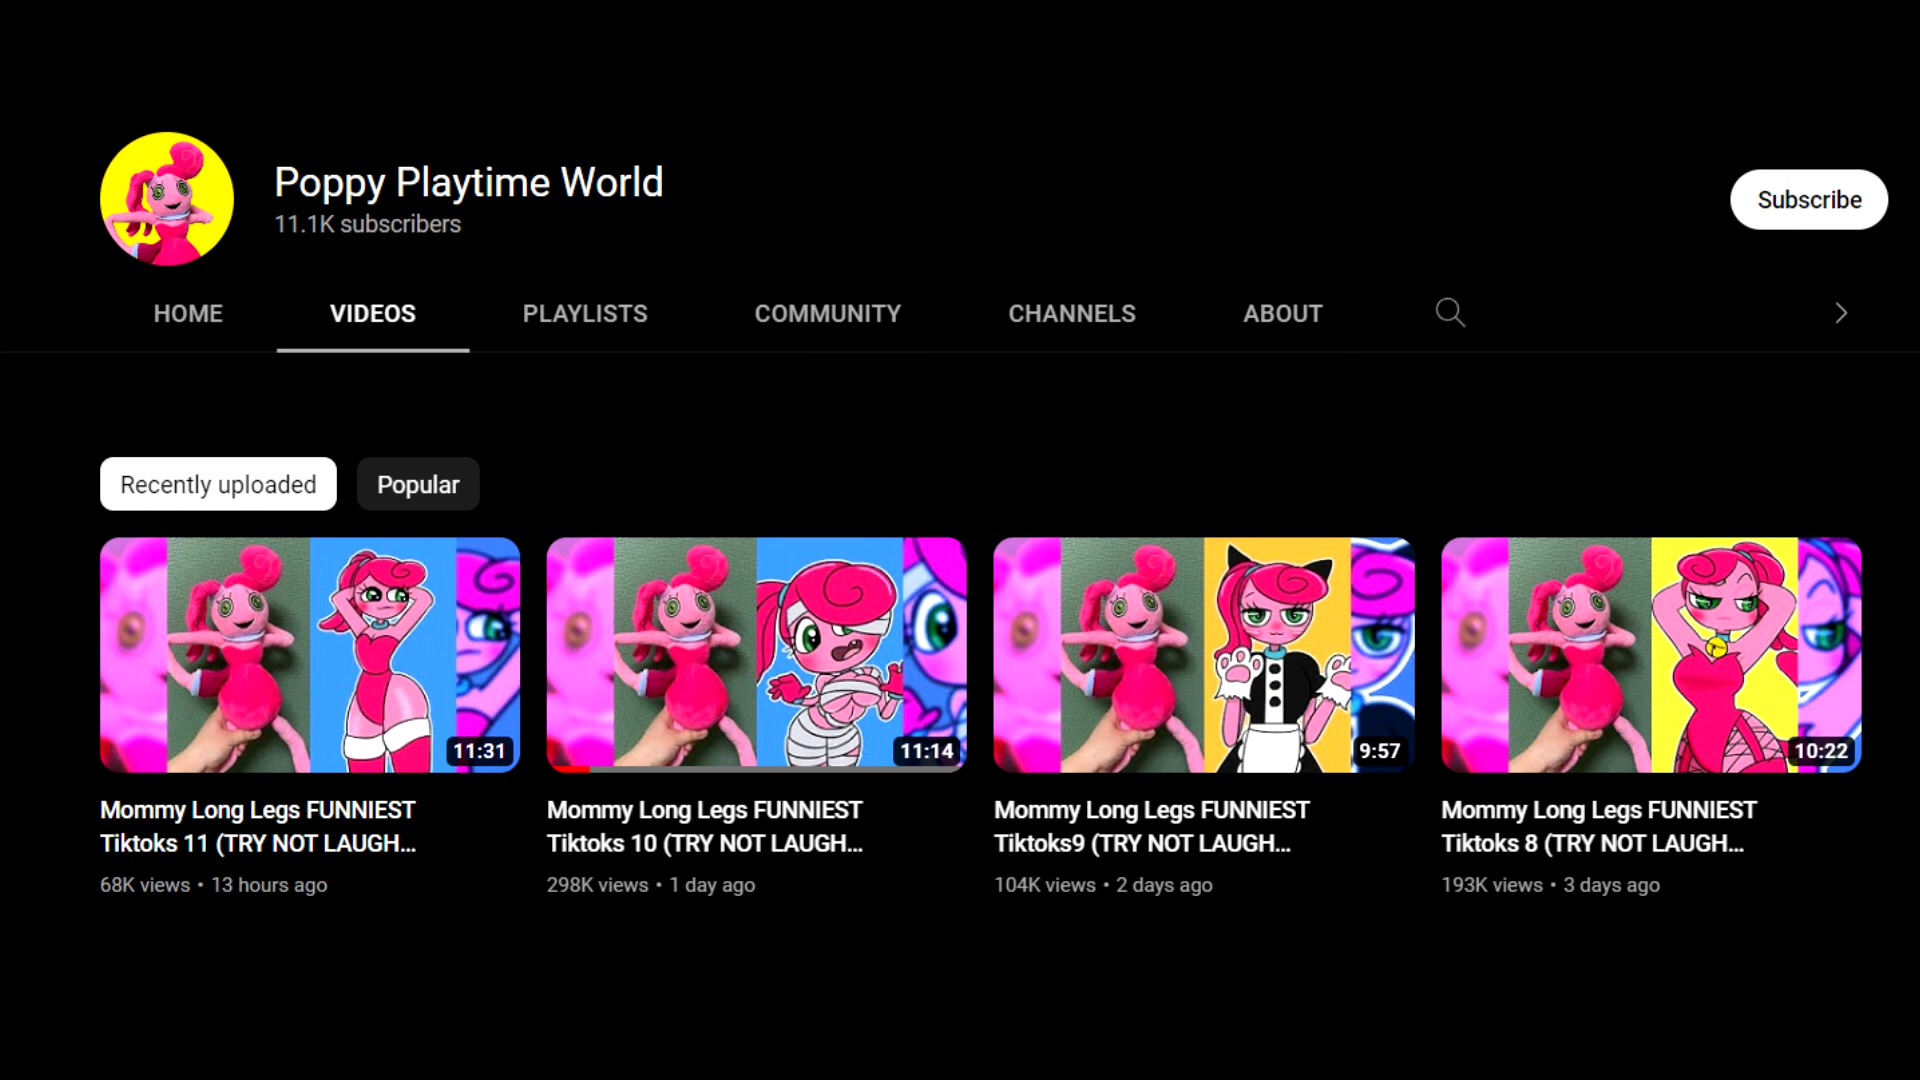 Poppy Playtime World
11.1K subscribers
Subscribe
HOME VIDEOS PLAYLISTS COMMUNITY CHANNELS ABOUT
Recently uploaded Popular
11:31 11:14 9:57 10:22
Mommy Long Legs FUNNIEST
Tiktoks 11 (TRY NOT LAUGH...
68K views • 13 hours ago
Mommy Long Legs FUNNIEST
Tiktoks 10 (TRY NOT LAUGH...
298K views • 1 day ago
Mommy Long Legs FUNNIEST
Tiktoks9 (TRY NOT LAUGH...
104K views • 2 days ago
Mommy Long Legs FUNNIEST
Tiktoks 8 (TRY NOT LAUGH...
193K views • 3 days ago